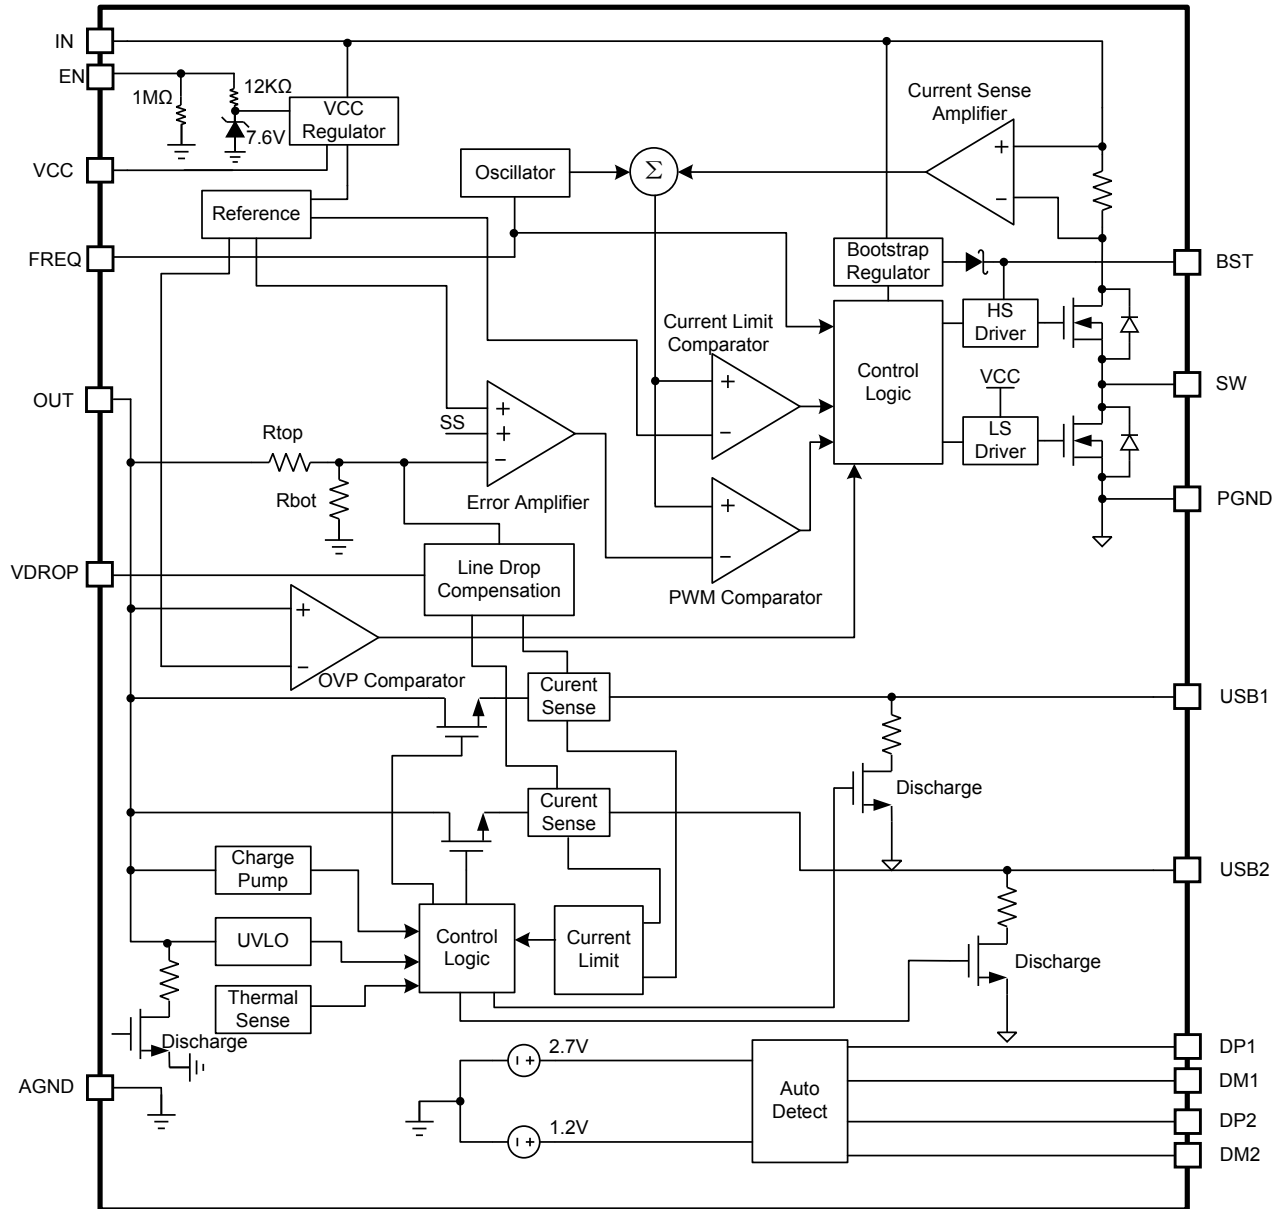 IN
EN
1MΩ
12KΩ
7.6V
VCC
Regulator
VCC
Current Sense
Amplifier
+
−
Oscillator
Σ
Reference
FREQ
Bootstrap
Regulator
BST
HS
Driver
Current Limit
Comparator
+
−
Control
Logic
VCC
LS
Driver
SW
OUT
Rtop
Rbot
SS
+
+
−
Error Amplifier
PGND
+
−
PWM Comparator
VDROP
Line Drop
Compensation
+
−
OVP Comparator
Curent
Sense
USB1
Discharge
Curent
Sense
Charge
Pump
USB2
UVLO
Control
Logic
Current
Limit
Discharge
Thermal
Sense
Discharge
AGND
2.7V
+
1.2V
+
Auto
Detect
DP1
DM1
DP2
DM2